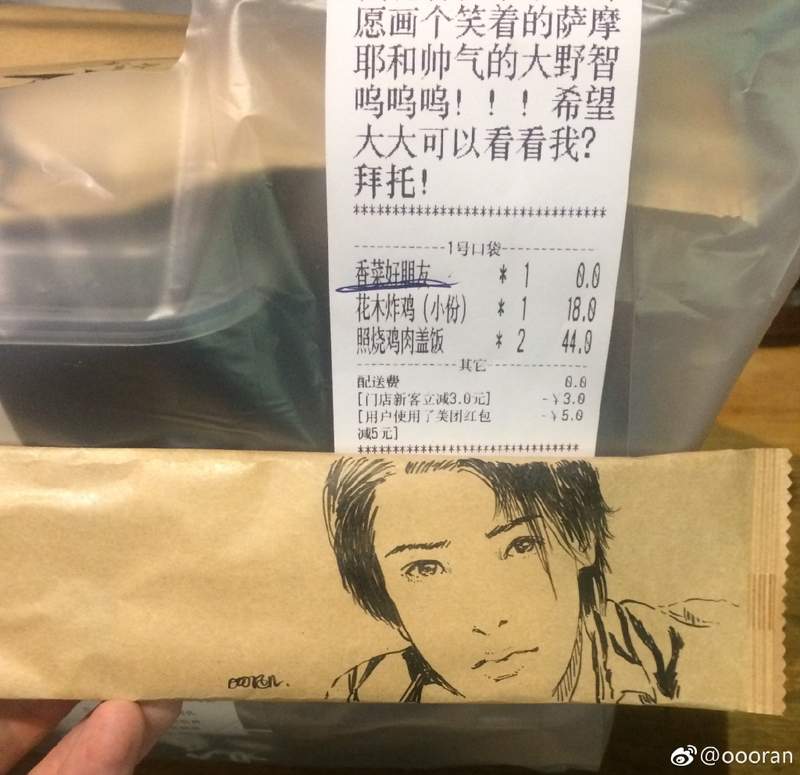 愿画个笑着的萨摩
耶和帅气的大野智
呜呜呜！！！希望
大大可以看看我？
拜托！
********************************
--------------1号口袋--------------
香菜好朋友 * 1 0.0
花木炸鸡（小份） * 1 18.0
照烧鸡肉盖饭 * 2 44.0
--------------其它--------------
配送费 0.0
[门店新客立减3.0元] -￥3.0
[用户使用了美团红包 -￥5.0
减5元]
********************************
oooran.
@oooran